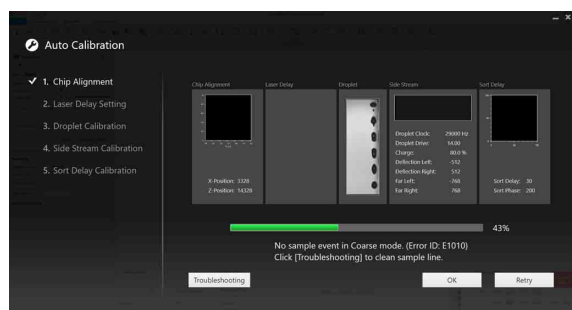 Auto Calibration
1. Chip Alignment
2. Laser Delay Setting
3. Droplet Calibration
4. Side Stream Calibration
5. Sort Delay Calibration
Chip Alignment
Laser Delay
Droplet
Side Stream
Sort Delay
X-Position: 3328
Z-Position: 14328
Droplet Clock: 29000 Hz
Droplet Drive: 54.00
Charge: 80.0 %
Deflection Left: -512
Deflection Right: 512
Far Left: -768
Far Right: 768
Sort Delay: 30
Sort Phase: 200
43%
No sample event in Coarse mode. (Error ID: E1010)
Click [Troubleshooting] to clean sample line.
Troubleshooting
OK
Retry